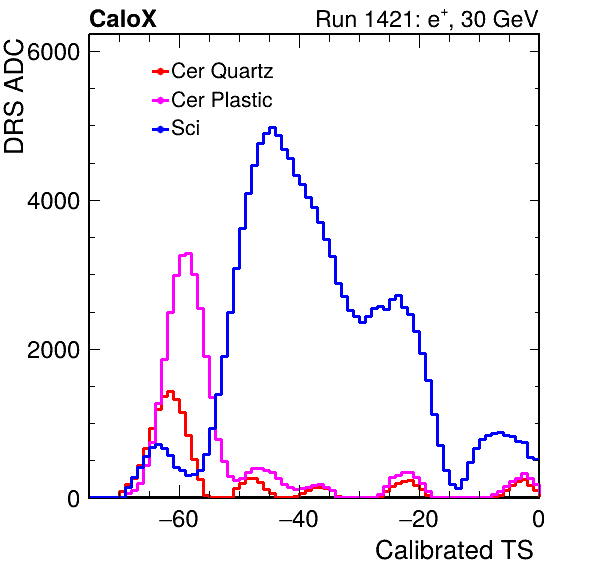 CaloX Run 1421: e⁺, 30 GeV
DRS ADC
6000
4000
2000
0
Cer Quartz
Cer Plastic
Sci
−60 −40 −20 0
Calibrated TS